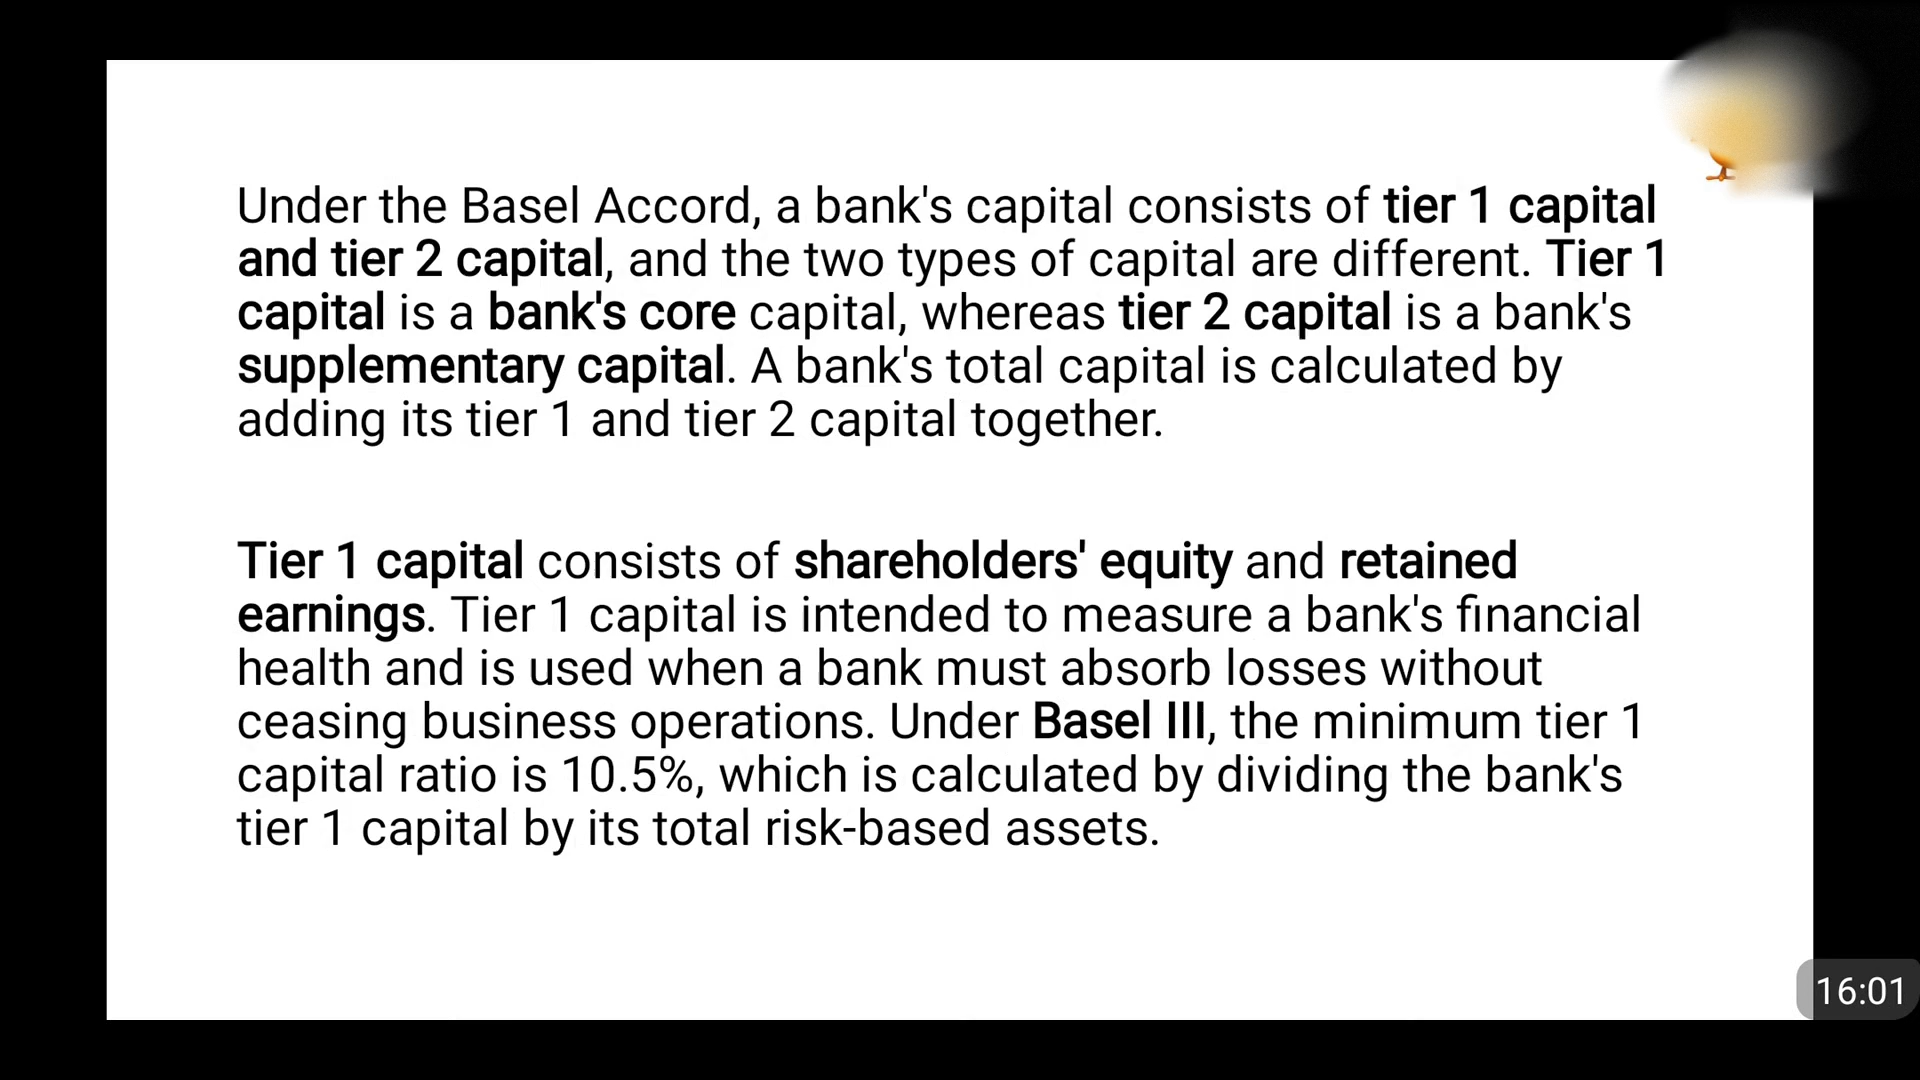 Under the Basel Accord, a bank's capital consists of tier 1 capital
and tier 2 capital, and the two types of capital are different. Tier 1
capital is a bank's core capital, whereas tier 2 capital is a bank's
supplementary capital. A bank's total capital is calculated by
adding its tier 1 and tier 2 capital together.
Tier 1 capital consists of shareholders' equity and retained
earnings. Tier 1 capital is intended to measure a bank's financial
health and is used when a bank must absorb losses without
ceasing business operations. Under Basel III, the minimum tier 1
capital ratio is 10.5%, which is calculated by dividing the bank's
tier 1 capital by its total risk-based assets.
16:01